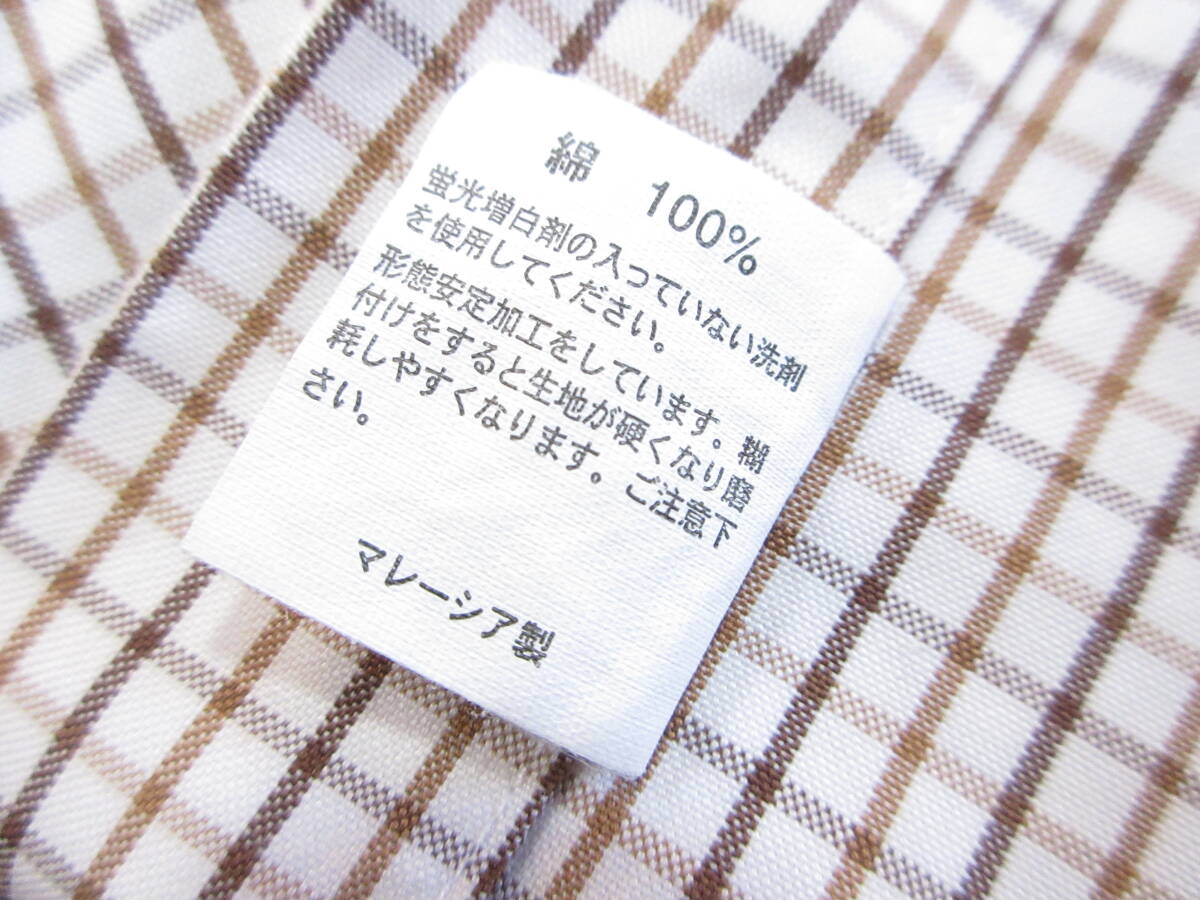 綿　100%
蛍光増白剤の入っていない洗剤
を使用してください。
形態安定加工をしています。糊
付けをすると生地が硬くなり磨
耗しやすくなります。ご注意下
さい。
マレーシア製